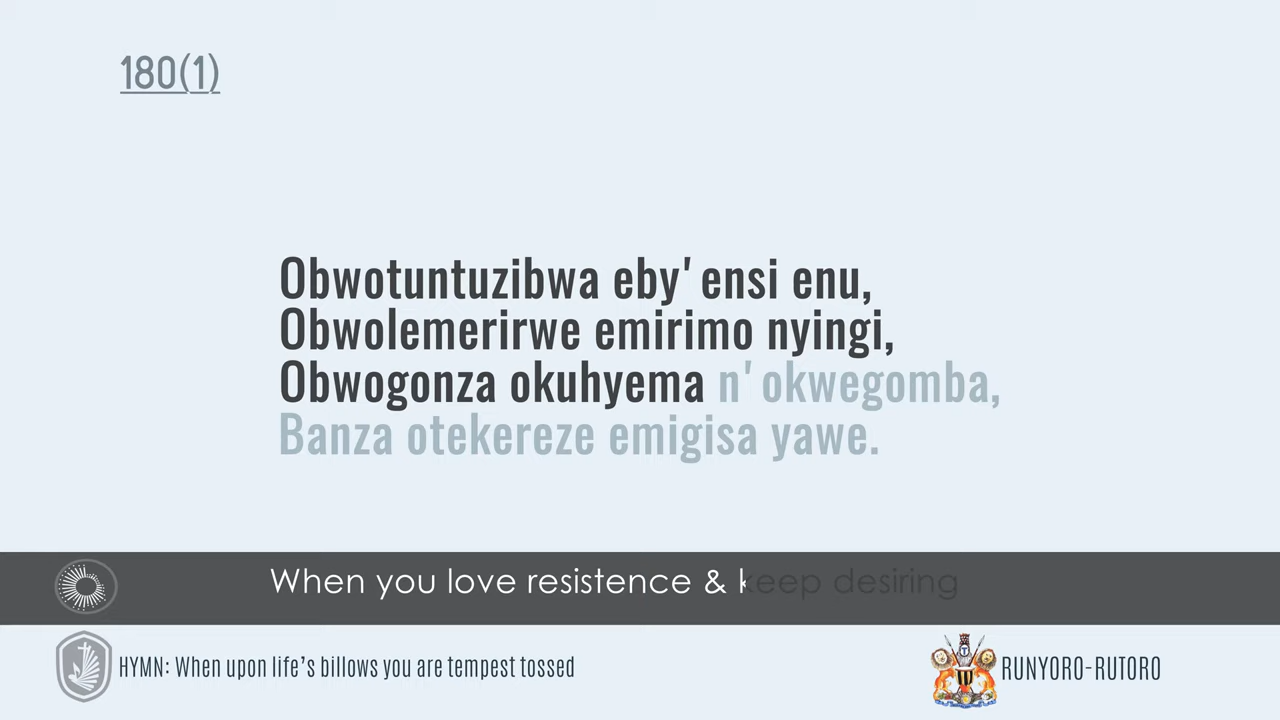 180(1)
Obwotuntuzibwa eby'ensi enu,
Obwolemerirwe emirimo nyingi,
Obwogonza okuhyema n'okwegomba,
Banza otekereze emigisa yawe.
When you love resistence & keep desiring
HYMN: When upon life's billows you are tempest tossed
RUNYORO-RUTORO